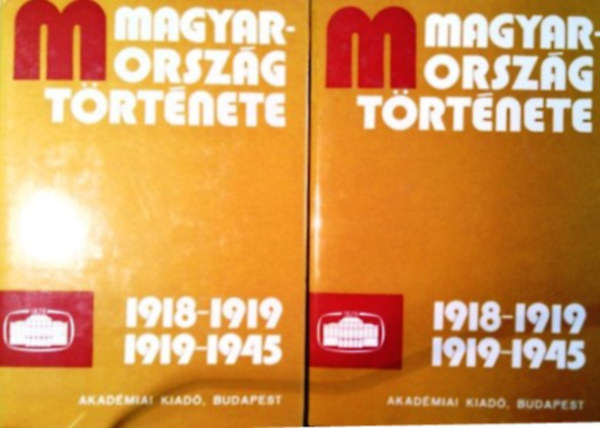 MAGYAR-
ORSZÁG
TÖRTÉNETE
1918-1919
1919-1945
AKADÉMIAI KIADÓ, BUDAPEST
MAGYAR-
ORSZÁG
TÖRTÉNETE
1918-1919
1919-1945
AKADÉMIAI KIADÓ, BUDAPEST